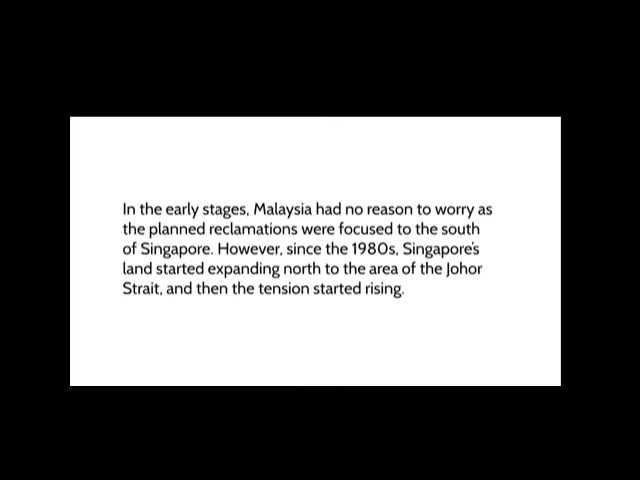 In the early stages, Malaysia had no reason to worry as
the planned reclamations were focused to the south
of Singapore. However, since the 1980s, Singapore's
land started expanding north to the area of the Johor
Strait, and then the tension started rising.